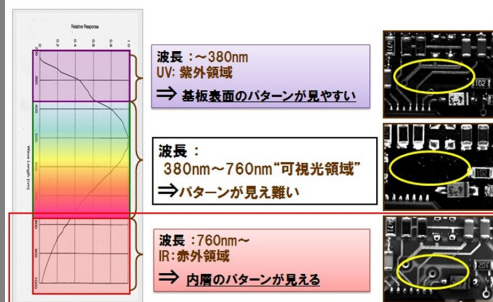 Relative Response
波長：～380nm
UV: 紫外領域
⇒ 基板表面のパターンが見やすい
波長：
380nm～760nm“可視光領域”
⇒パターンが見え難い
波長：760nm～
IR：赤外領域
⇒ 内層のパターンが見える